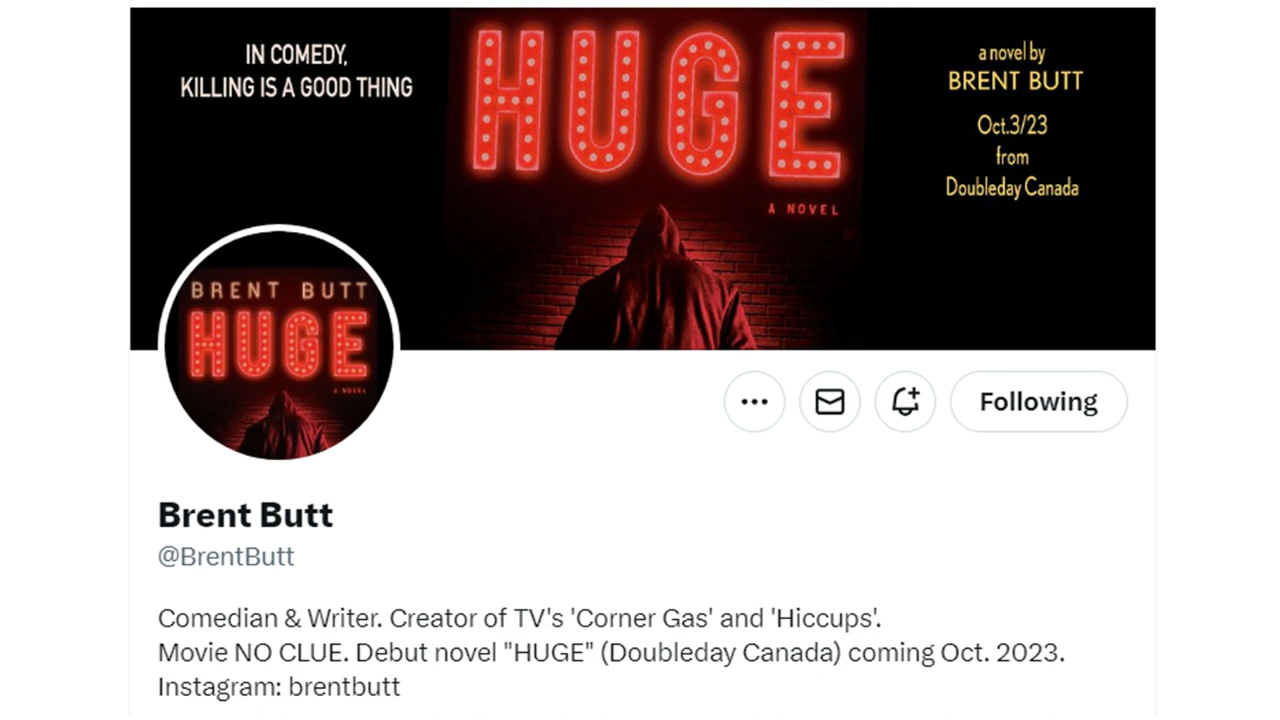 IN COMEDY,
KILLING IS A GOOD THING
HUGE
A NOVEL
a novel by
BRENT BUTT
Oct.3/23
from
Doubleday Canada
BRENT BUTT
HUGE
A NOVEL
Following
Brent Butt
@BrentButt
Comedian & Writer. Creator of TV's 'Corner Gas' and 'Hiccups'.
Movie NO CLUE. Debut novel "HUGE" (Doubleday Canada) coming Oct. 2023.
Instagram: brentbutt